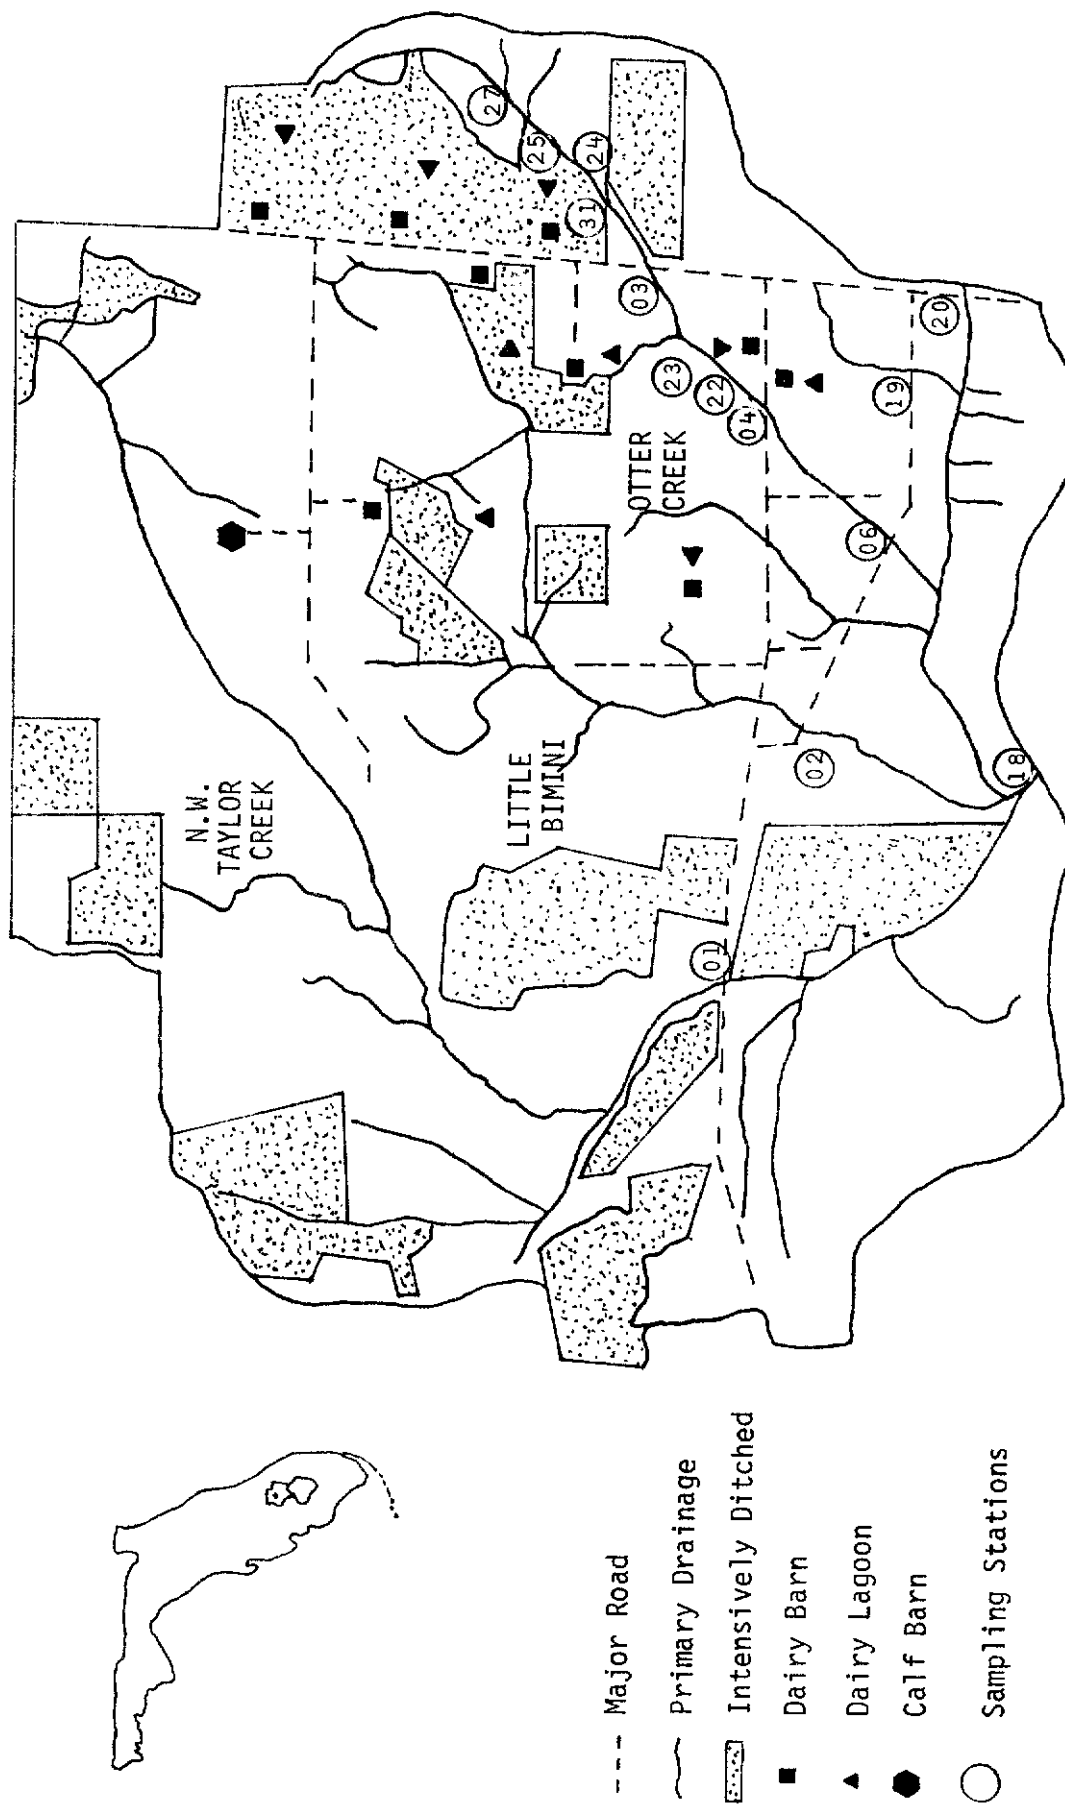 N.W.
TAYLOR
CREEK
LITTLE
BIMINI
OTTER
CREEK
01
02
18
06
04
22
23
03
19
20
31
24
25
27
Major Road
Primary Drainage
Intensively Ditched
Dairy Barn
Dairy Lagoon
Calf Barn
Sampling Stations